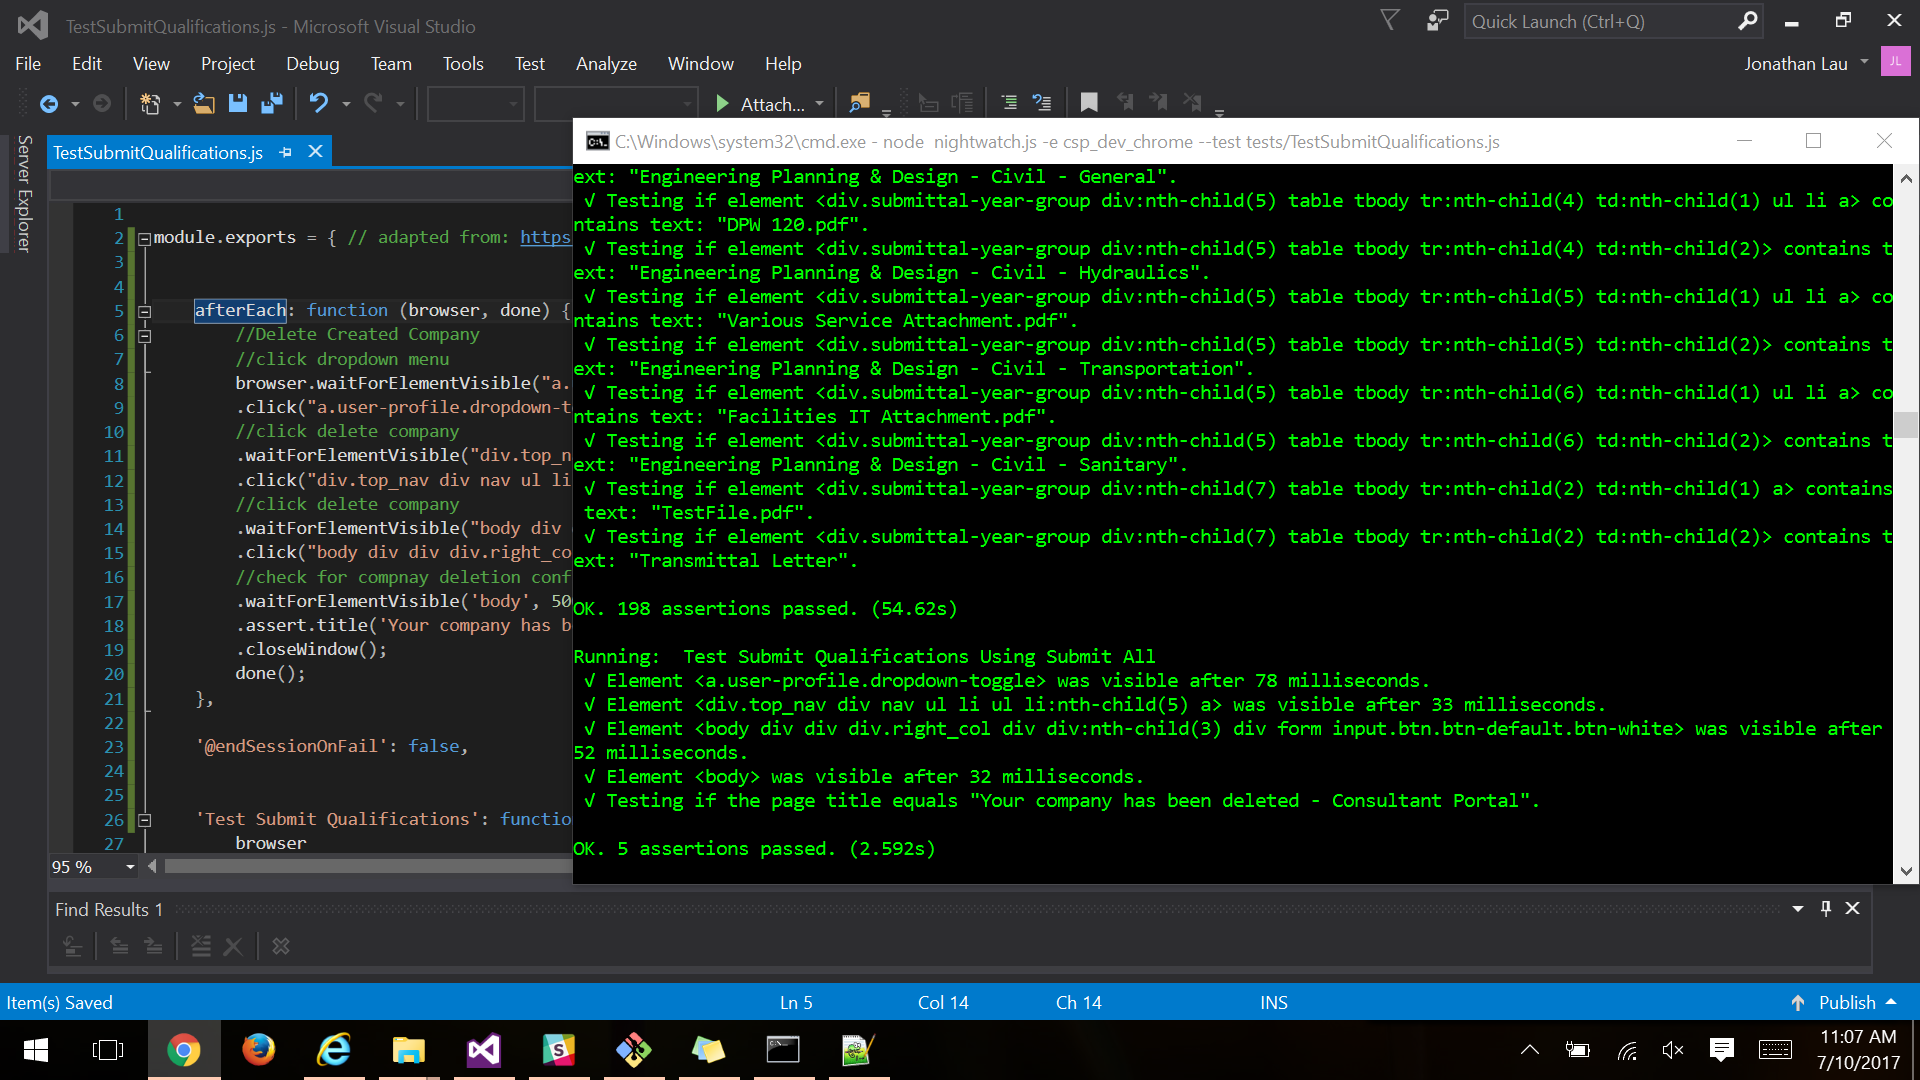 TestSubmitQualifications.js - Microsoft Visual Studio
Quick Launch (Ctrl+Q)
File Edit View Project Debug Team Tools Test Analyze Window Help
Jonathan Lau
JL
Attach...
Server Explorer
TestSubmitQualifications.js
1
2 module.exports = { // adapted from: https
3
4
5 afterEach: function (browser, done) {
6 //Delete Created Company
7 //click dropdown menu
8 browser.waitForElementVisible("a.
9 .click("a.user-profile.dropdown-t
10 //click delete company
11 .waitForElementVisible("div.top_n
12 .click("div.top_nav div nav ul li
13 //click delete company
14 .waitForElementVisible("body div
15 .click("body div div div.right_co
16 //check for compnay deletion conf
17 .waitForElementVisible('body', 50
18 .assert.title('Your company has b
19 .closeWindow();
20 done();
21 },
22
23 '@endSessionOnFail': false,
24
25
26 'Test Submit Qualifications': functio
27 browser
95 %
C:\Windows\system32\cmd.exe - node  nightwatch.js -e csp_dev_chrome --test tests/TestSubmitQualifications.js
ext: "Engineering Planning & Design - Civil - General".
√ Testing if element <div.submittal-year-group div:nth-child(5) table tbody tr:nth-child(4) td:nth-child(1) ul li a> co
ntains text: "DPW 120.pdf".
√ Testing if element <div.submittal-year-group div:nth-child(5) table tbody tr:nth-child(4) td:nth-child(2)> contains t
ext: "Engineering Planning & Design - Civil - Hydraulics".
√ Testing if element <div.submittal-year-group div:nth-child(5) table tbody tr:nth-child(5) td:nth-child(1) ul li a> co
ntains text: "Various Service Attachment.pdf".
√ Testing if element <div.submittal-year-group div:nth-child(5) table tbody tr:nth-child(5) td:nth-child(2)> contains t
ext: "Engineering Planning & Design - Civil - Transportation".
√ Testing if element <div.submittal-year-group div:nth-child(5) table tbody tr:nth-child(6) td:nth-child(1) ul li a> co
ntains text: "Facilities IT Attachment.pdf".
√ Testing if element <div.submittal-year-group div:nth-child(5) table tbody tr:nth-child(6) td:nth-child(2)> contains t
ext: "Engineering Planning & Design - Civil - Sanitary".
√ Testing if element <div.submittal-year-group div:nth-child(7) table tbody tr:nth-child(2) td:nth-child(1) a> contains
text: "TestFile.pdf".
√ Testing if element <div.submittal-year-group div:nth-child(7) table tbody tr:nth-child(2) td:nth-child(2)> contains t
ext: "Transmittal Letter".
OK. 198 assertions passed. (54.62s)
Running:  Test Submit Qualifications Using Submit All
√ Element <a.user-profile.dropdown-toggle> was visible after 78 milliseconds.
√ Element <div.top_nav div nav ul li ul li:nth-child(5) a> was visible after 33 milliseconds.
√ Element <body div div div.right_col div div:nth-child(3) div form input.btn.btn-default.btn-white> was visible after
52 milliseconds.
√ Element <body> was visible after 32 milliseconds.
√ Testing if the page title equals "Your company has been deleted - Consultant Portal".
OK. 5 assertions passed. (2.592s)
Find Results 1
Item(s) Saved
Ln 5
Col 14
Ch 14
INS
Publish
11:07 AM
7/10/2017